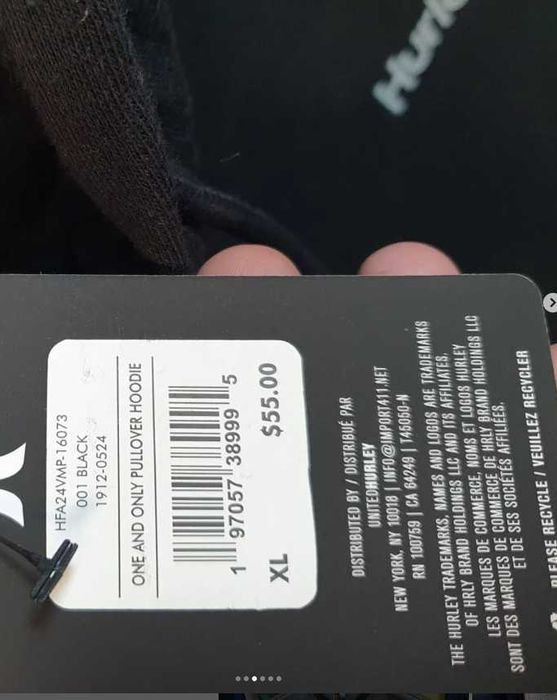 Hurle
HFA24VMP-16073
001 BLACK
1912-0524
ONE AND ONLY PULLOVER HOODIE
1 97057 38999 5
XL $55.00
DISTRIBUTED BY / DISTRIBUÉ PAR
UNITEDHURLEY
NEW YORK, NY 10018 | INFO@IMPORT411.NET
RN 100759 | CA 64249 | T45050-N
THE HURLEY TRADEMARKS, NAMES AND LOGOS ARE TRADEMARKS
OF HRLY BRAND HOLDINGS LLC AND ITS AFFILIATES.
LES MARQUES DE COMMERCE, NOMS ET LOGOS HURLEY
SONT DES MARQUES DE COMMERCE DE HRLY BRAND HOLDINGS LLC
ET DE SES SOCIÉTÉS AFFILIÉES.
PLEASE RECYCLE / VEUILLEZ RECYCLER